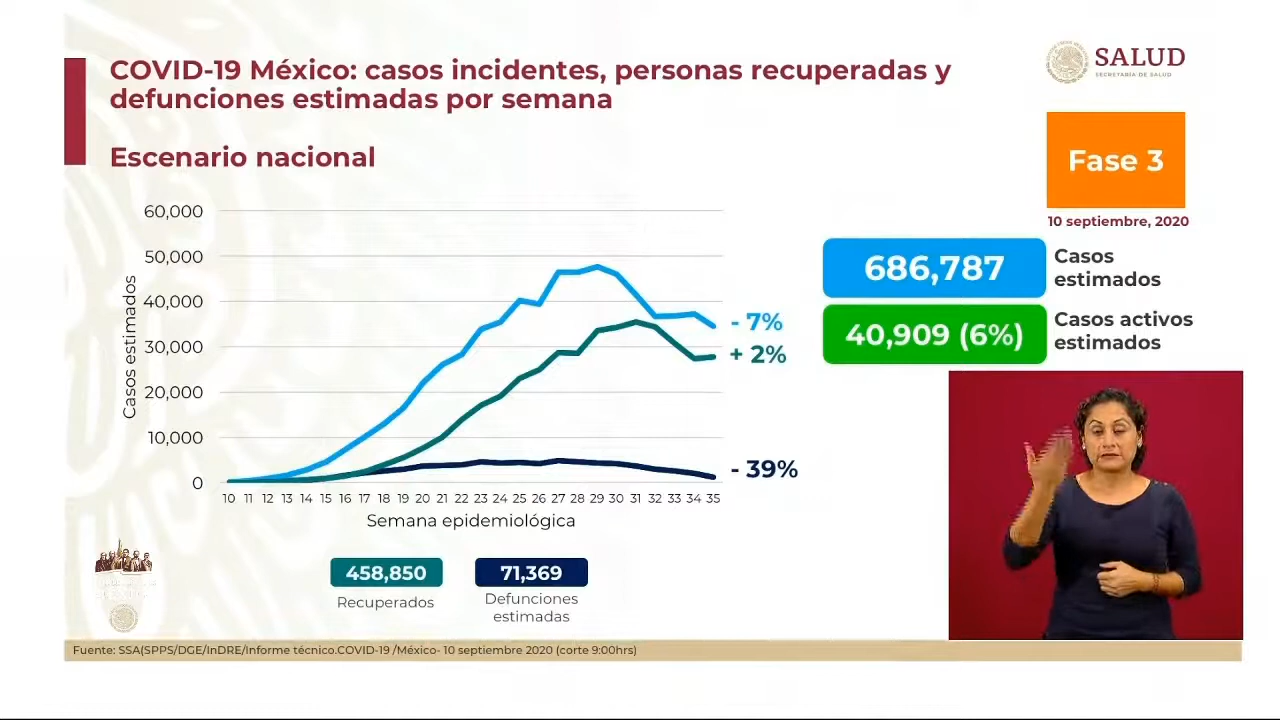 COVID-19 México: casos incidentes, personas recuperadas y
defunciones estimadas por semana
Escenario nacional
SALUD
SECRETARÍA DE SALUD
Fase 3
10 septiembre, 2020
686,787
Casos
estimados
40,909 (6%)
Casos activos
estimados
Casos estimados
60,000
50,000
40,000
30,000
20,000
10,000
0
- 7%
+ 2%
- 39%
10 11 12 13 14 15 16 17 18 19 20 21 22 23 24 25 26 27 28 29 30 31 32 33 34 35
Semana epidemiológica
458,850
Recuperados
71,369
Defunciones
estimadas
Fuente: SSA(SPPS/DGE/InDRE/Informe técnico.COVID-19 /México- 10 septiembre 2020 (corte 9:00hrs)